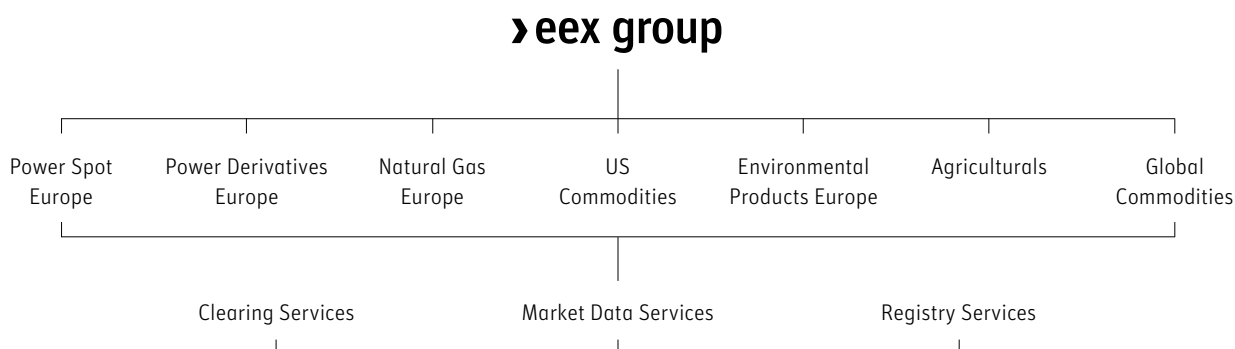 eex group
Power Spot
Europe
Power Derivatives
Europe
Natural Gas
Europe
US
Commodities
Environmental
Products Europe
Agriculturals
Global
Commodities
Clearing Services
Market Data Services
Registry Services